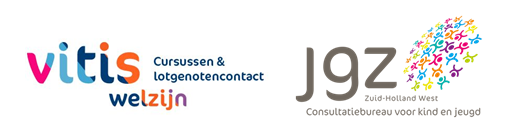 vitis
welzijn
Cursussen &
lotgenotencontact
jgz
Zuid-Holland West
Consultatiebureau voor kind en jeugd